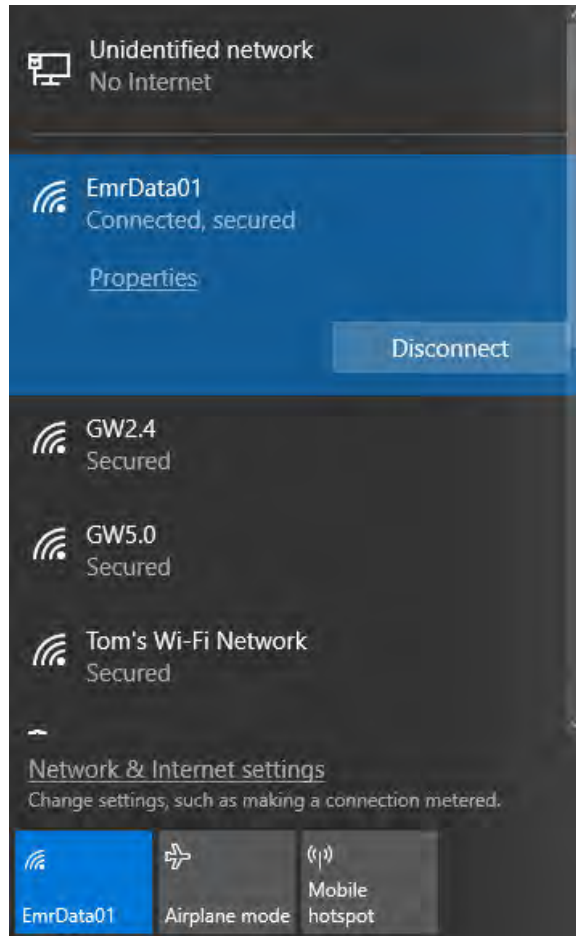 Unidentified network
No Internet
EmrData01
Connected, secured
Properties
Disconnect
GW2.4
Secured
GW5.0
Secured
Tom's Wi-Fi Network
Secured
Network & Internet settings
Change settings, such as making a connection metered.
EmrData01
Airplane mode
Mobile
hotspot